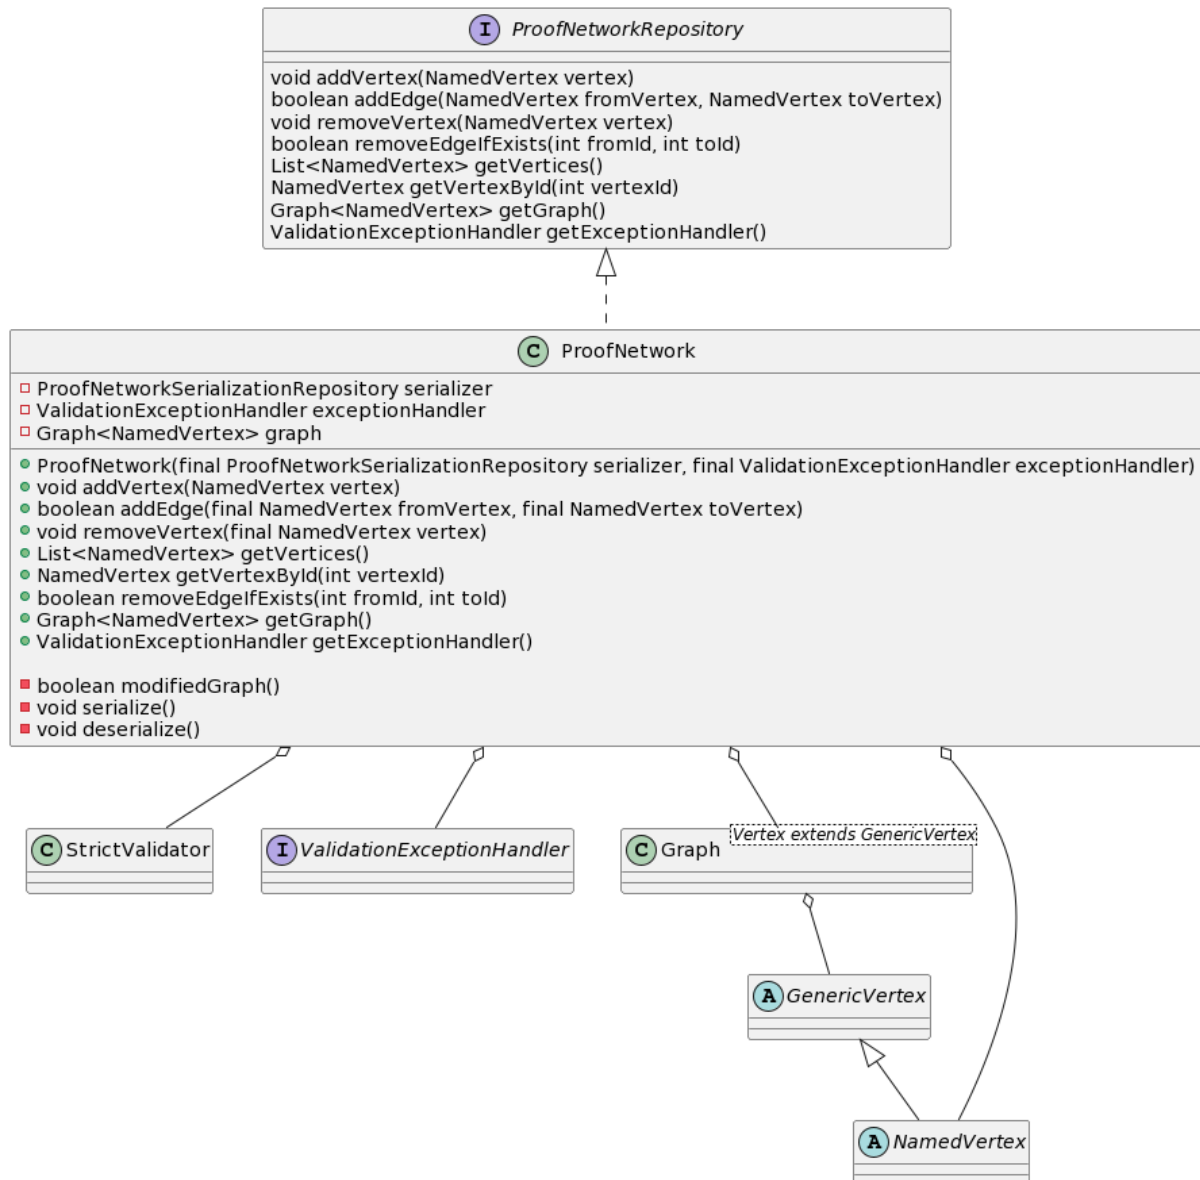 I ProofNetworkRepository
void addVertex(NamedVertex vertex)
boolean addEdge(NamedVertex fromVertex, NamedVertex toVertex)
void removeVertex(NamedVertex vertex)
boolean removeEdgeIfExists(int fromId, int toId)
List<NamedVertex> getVertices()
NamedVertex getVertexById(int vertexId)
Graph<NamedVertex> getGraph()
ValidationExceptionHandler getExceptionHandler()
C ProofNetwork
ProofNetworkSerializationRepository serializer
ValidationExceptionHandler exceptionHandler
Graph<NamedVertex> graph
ProofNetwork(final ProofNetworkSerializationRepository serializer, final ValidationExceptionHandler exceptionHandler)
void addVertex(NamedVertex vertex)
boolean addEdge(final NamedVertex fromVertex, final NamedVertex toVertex)
void removeVertex(final NamedVertex vertex)
List<NamedVertex> getVertices()
NamedVertex getVertexById(int vertexId)
boolean removeEdgeIfExists(int fromId, int toId)
Graph<NamedVertex> getGraph()
ValidationExceptionHandler getExceptionHandler()
boolean modifiedGraph()
void serialize()
void deserialize()
C StrictValidator
I ValidationExceptionHandler
C Graph
Vertex extends GenericVertex
A GenericVertex
A NamedVertex